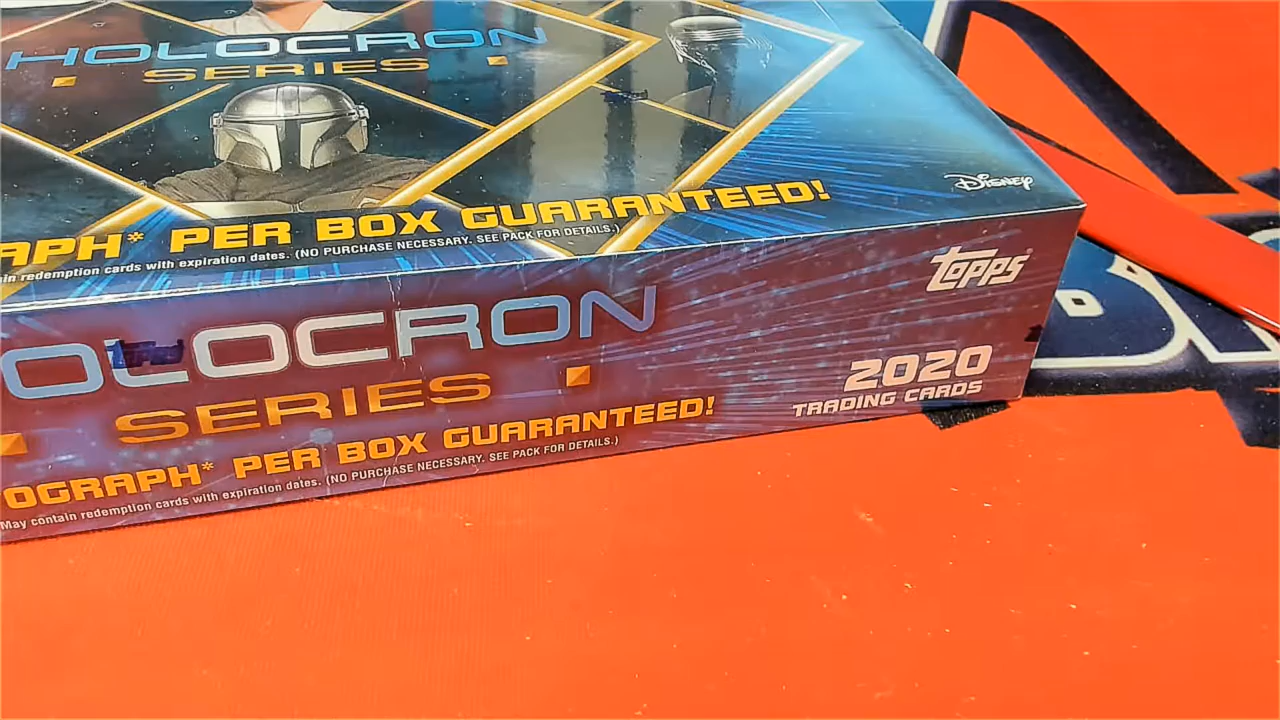 HOLOCRON
SERIES
APH* PER BOX GUARANTEED!
in redemption cards with expiration dates. (NO PURCHASE NECESSARY. SEE PACK FOR DETAILS.)
Disney
topps
OLOCRON
SERIES
OGRAPH* PER BOX GUARANTEED!
May contain redemption cards with expiration dates. (NO PURCHASE NECESSARY. SEE PACK FOR DETAILS.)
2020
TRADING CARDS